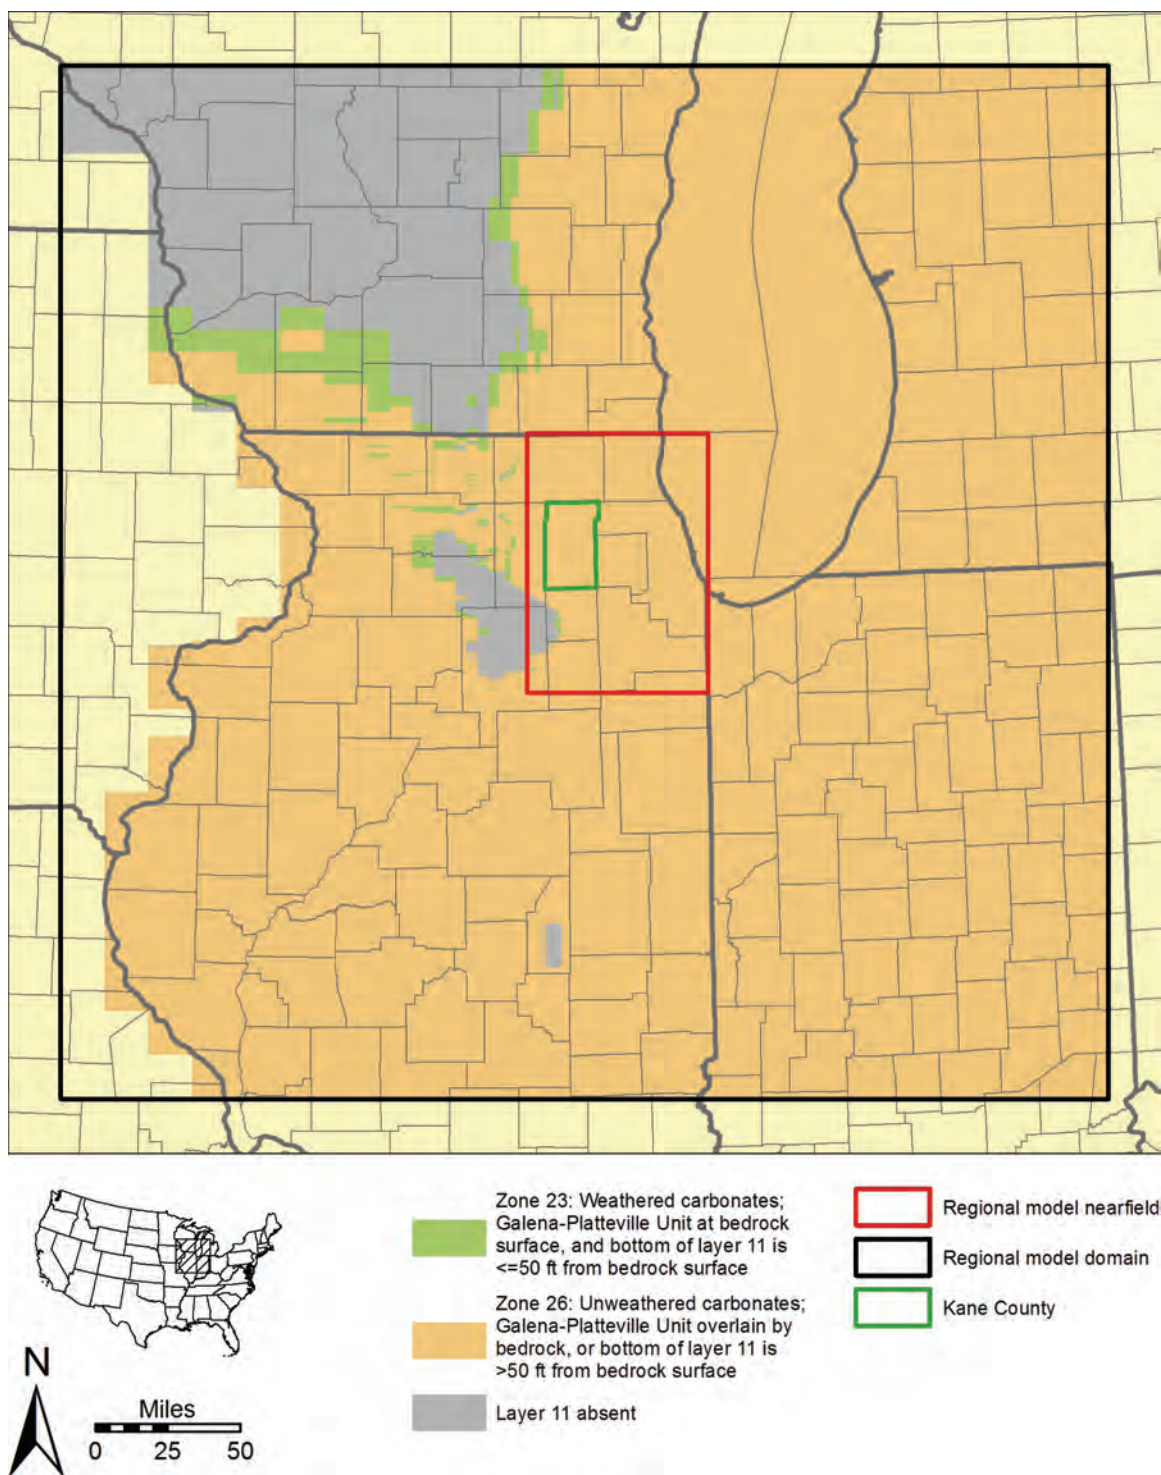 Zone 23: Weathered carbonates;
Galena-Platteville Unit at bedrock
surface, and bottom of layer 11 is
<=50 ft from bedrock surface
Zone 26: Unweathered carbonates;
Galena-Platteville Unit overlain by
bedrock, or bottom of layer 11 is
>50 ft from bedrock surface
Layer 11 absent
Regional model nearfield
Regional model domain
Kane County
N
Miles
0 25 50